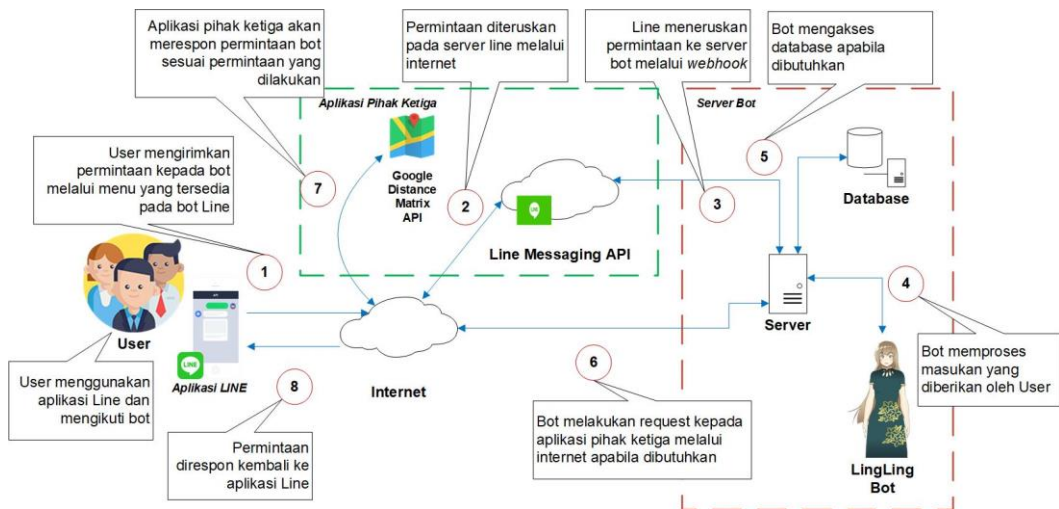 Aplikasi pihak ketiga akan
merespon permintaan bot
sesuai permintaan yang
dilakukan
Permintaan diteruskan
pada server line melalui
internet
Line meneruskan
permintaan ke server
bot melalui webhook
Bot mengakses
database apabila
dibutuhkan
Aplikasi Pihak Ketiga
Server Bot
User mengirimkan
permintaan kepada bot
melalui menu yang tersedia
pada bot Line
7
Google
Distance
Matrix
API
2
3
5
Database
LINE
Line Messaging API
1
4
Server
User
LINE
Aplikasi LINE
Internet
User menggunakan
aplikasi Line dan
mengikuti bot
8
6
Bot memproses
masukan yang
diberikan oleh User
Permintaan
direspon kembali ke
aplikasi Line
Bot melakukan request kepada
aplikasi pihak ketiga melalui
internet apabila dibutuhkan
LingLing
Bot